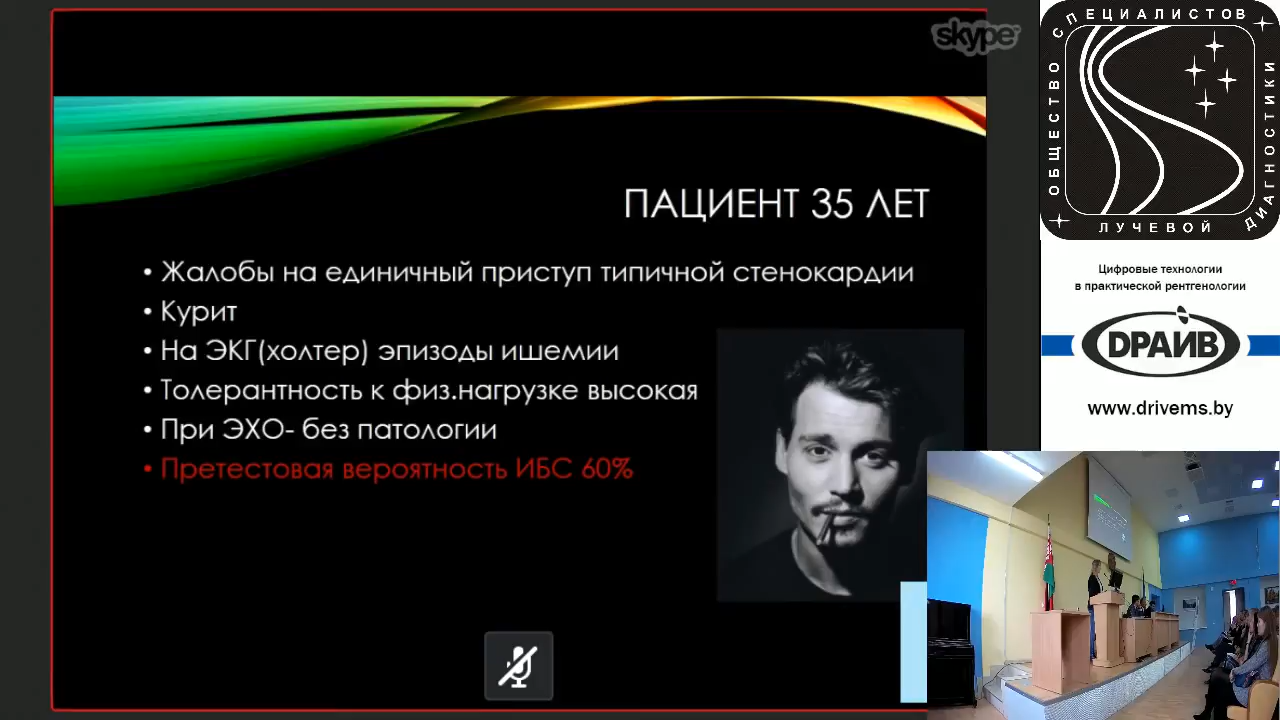 skype
ПАЦИЕНТ 35 ЛЕТ
• Жалобы на единичный приступ типичной стенокардии
• Курит
• На ЭКГ(холтер) эпизоды ишемии
• Толерантность к физ.нагрузке высокая
• При ЭХО- без патологии
• Претестовая вероятность ИБС 60%
ОБЩЕСТВО СПЕЦИАЛИСТОВ
ЛУЧЕВОЙ ДИАГНОСТИКИ
Цифровые технологии
в практической рентгенологии
DРАЙВ
www.drivems.by